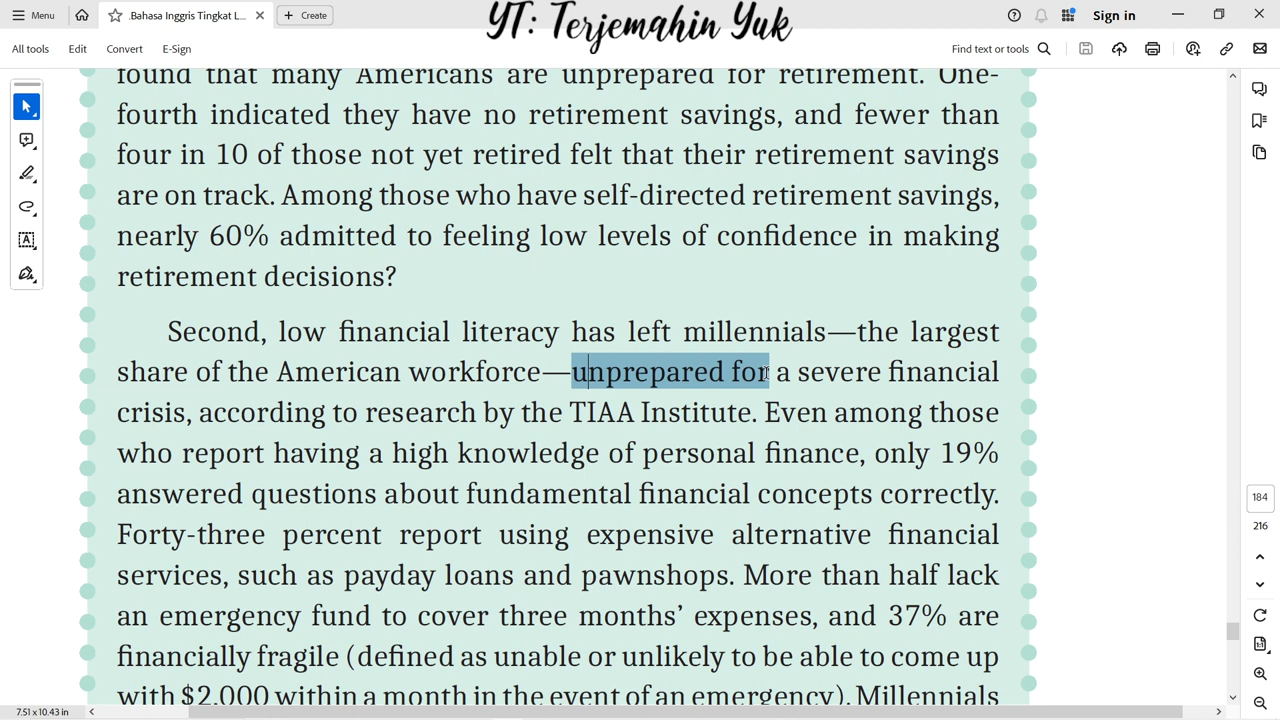 Menu
.Bahasa Inggris Tingkat L...
Create
YT: Terjemahin Yuk
Sign in
All tools
Edit
Convert
E-Sign
Find text or tools
found that many Americans are unprepared for retirement. One-
fourth indicated they have no retirement savings, and fewer than
four in 10 of those not yet retired felt that their retirement savings
are on track. Among those who have self-directed retirement savings,
nearly 60% admitted to feeling low levels of confidence in making
retirement decisions?
Second, low financial literacy has left millennials—the largest
share of the American workforce—unprepared for a severe financial
crisis, according to research by the TIAA Institute. Even among those
who report having a high knowledge of personal finance, only 19%
answered questions about fundamental financial concepts correctly.
Forty-three percent report using expensive alternative financial
services, such as payday loans and pawnshops. More than half lack
an emergency fund to cover three months’ expenses, and 37% are
financially fragile (defined as unable or unlikely to be able to come up
with $2,000 within a month in the event of an emergency). Millennials
184
216
7.51 x 10.43 in